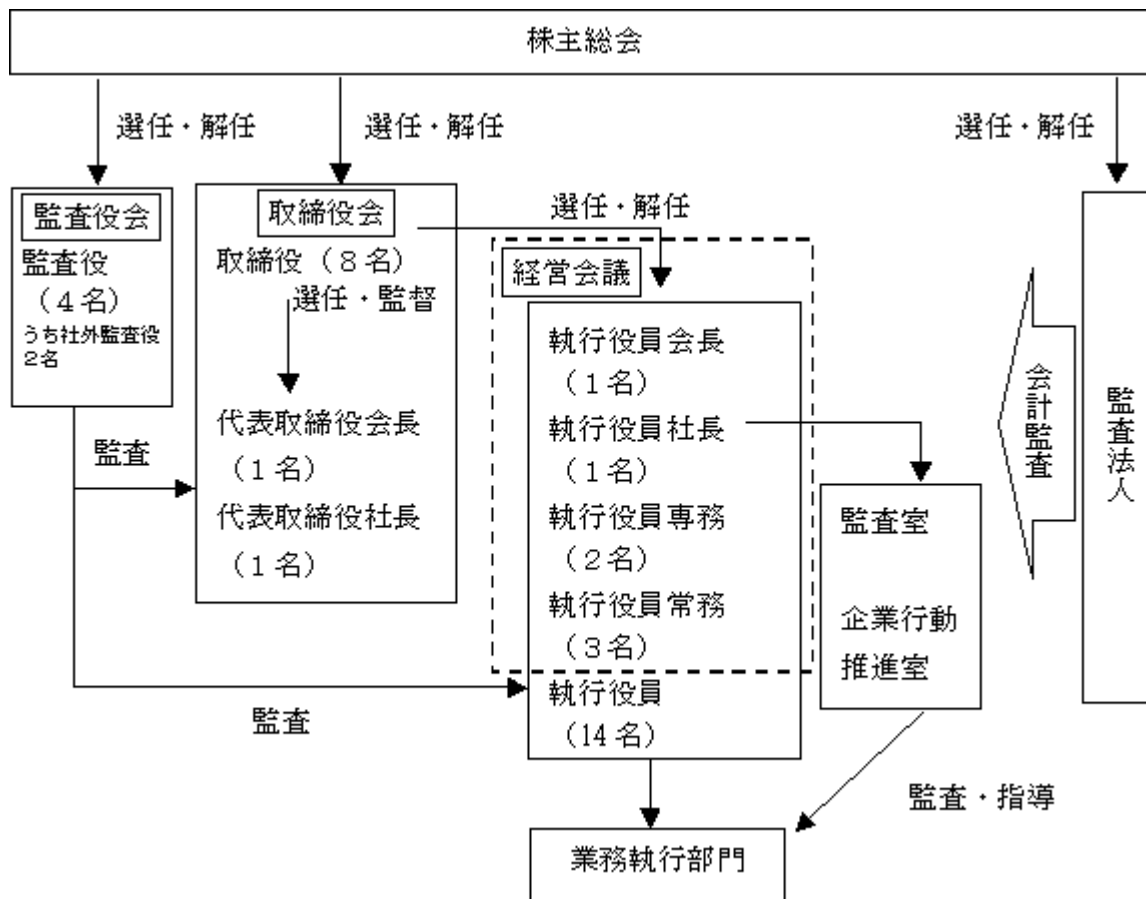 株主総会
選任・解任
選任・解任
選任・解任
監査役会
監査役
（４名）
うち社外監査役
２名
取締役会
取締役（８名）
選任・監督
代表取締役会長
（１名）
代表取締役社長
（１名）
選任・解任
経営会議
執行役員会長
（１名）
執行役員社長
（１名）
執行役員専務
（２名）
執行役員常務
（３名）
執行役員
（14名）
監査
監査
監査室
企業行動
推進室
会計監査
監査法人
監査・指導
業務執行部門